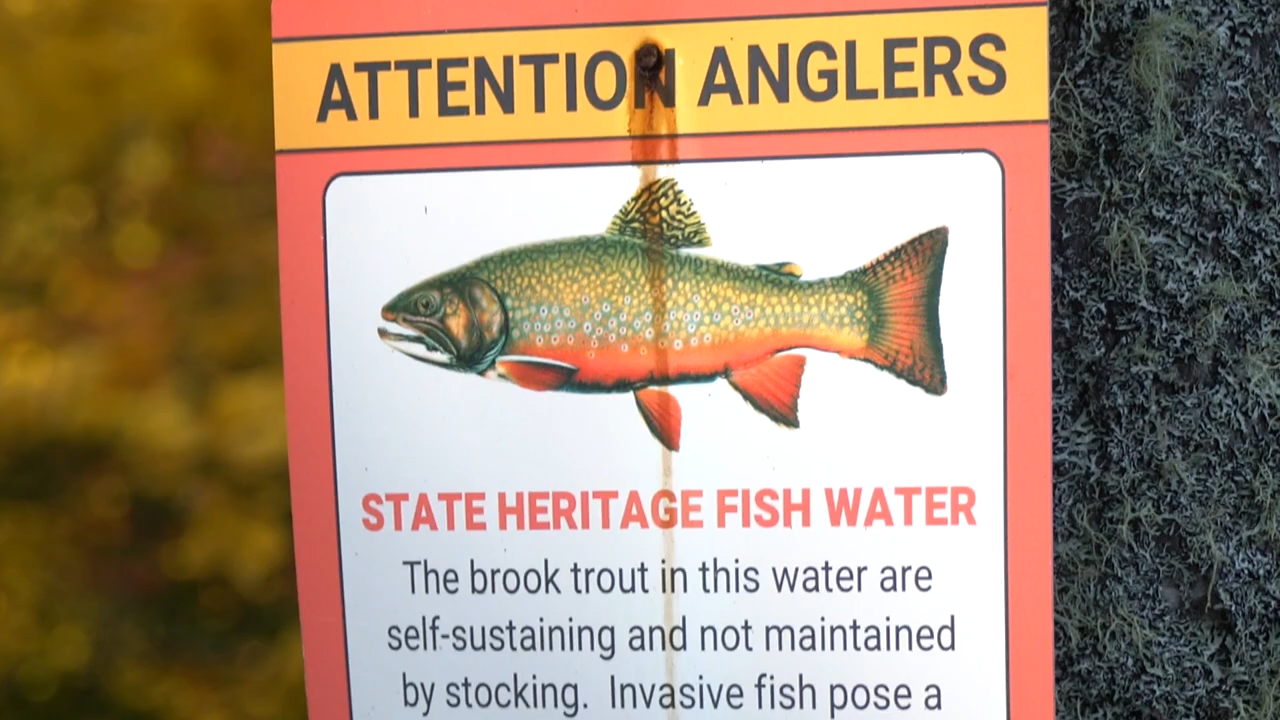 ATTENTION ANGLERS
STATE HERITAGE FISH WATER
The brook trout in this water are
self-sustaining and not maintained
by stocking. Invasive fish pose a